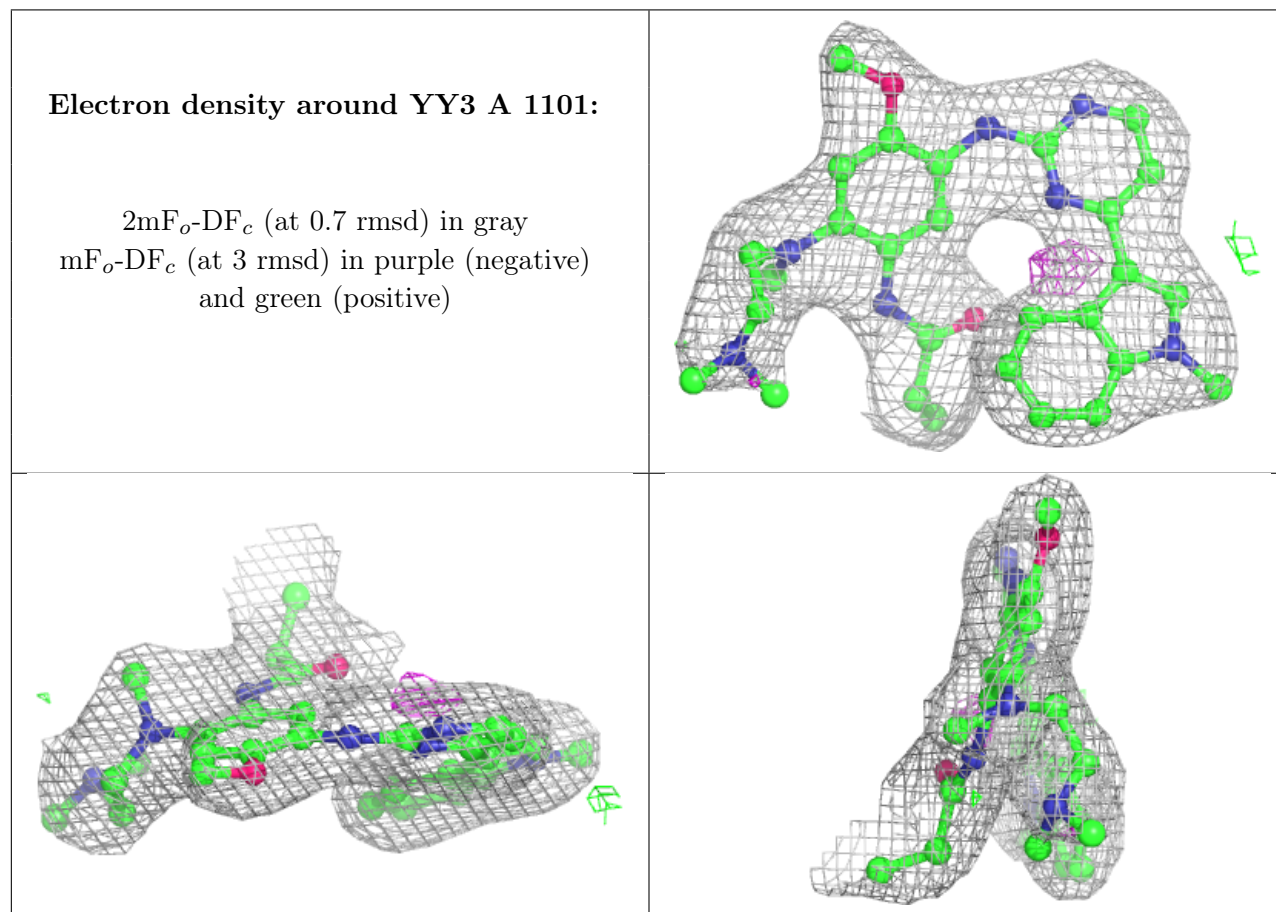 Electron density around YY3 A 1101:
2mFₒ-DF𝒸 (at 0.7 rmsd) in gray
mFₒ-DF𝒸 (at 3 rmsd) in purple (negative)
and green (positive)